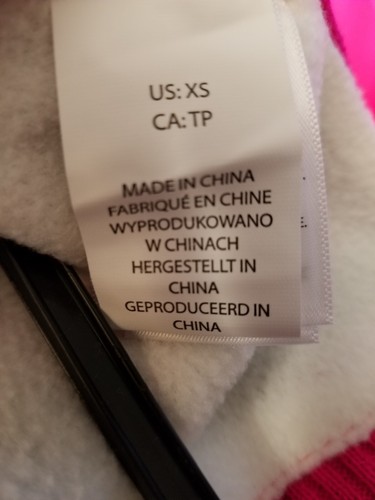 US: XS
CA: TP
MADE IN CHINA
FABRIQUÉ EN CHINE
WYPRODUKOWANO
W CHINACH
HERGESTELLT IN
CHINA
GEPRODUCEERD IN
CHINA
E.